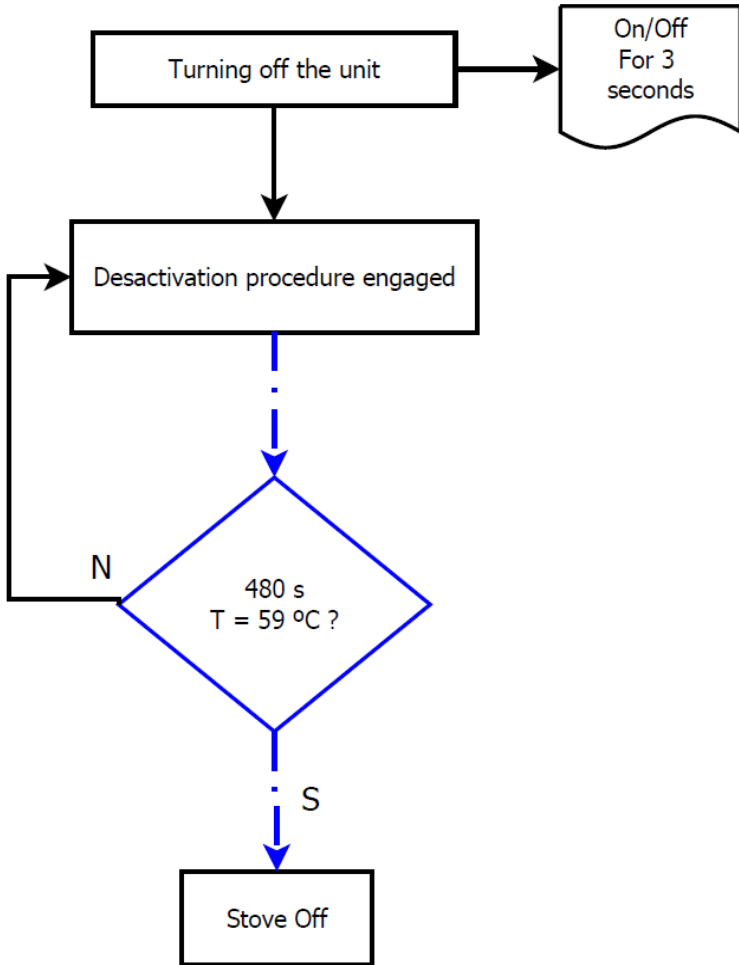 Turning off the unit
On/Off
For 3
seconds
Desactivation procedure engaged
N
480 s
T = 59 ºC ?
S
Stove Off